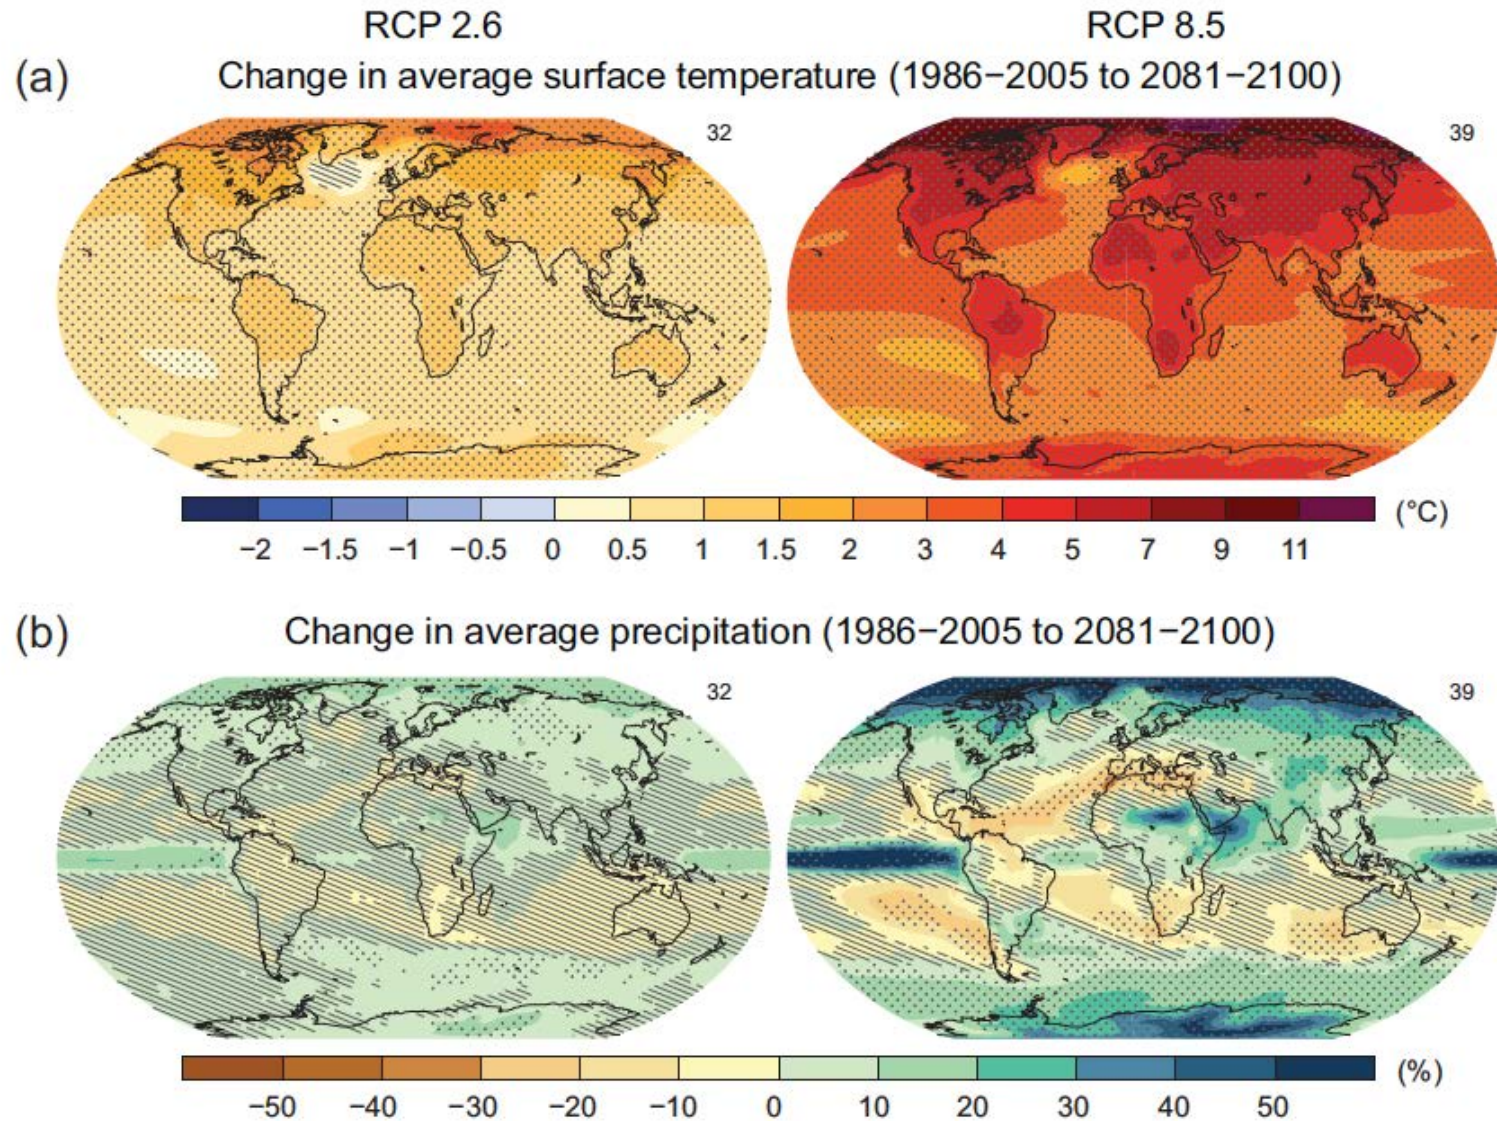 RCP 2.6 RCP 8.5
(a) Change in average surface temperature (1986−2005 to 2081−2100)
32 39
(°C)
−2 −1.5 −1 −0.5 0 0.5 1 1.5 2 3 4 5 7 9 11
(b) Change in average precipitation (1986−2005 to 2081−2100)
32 39
(%)
−50 −40 −30 −20 −10 0 10 20 30 40 50